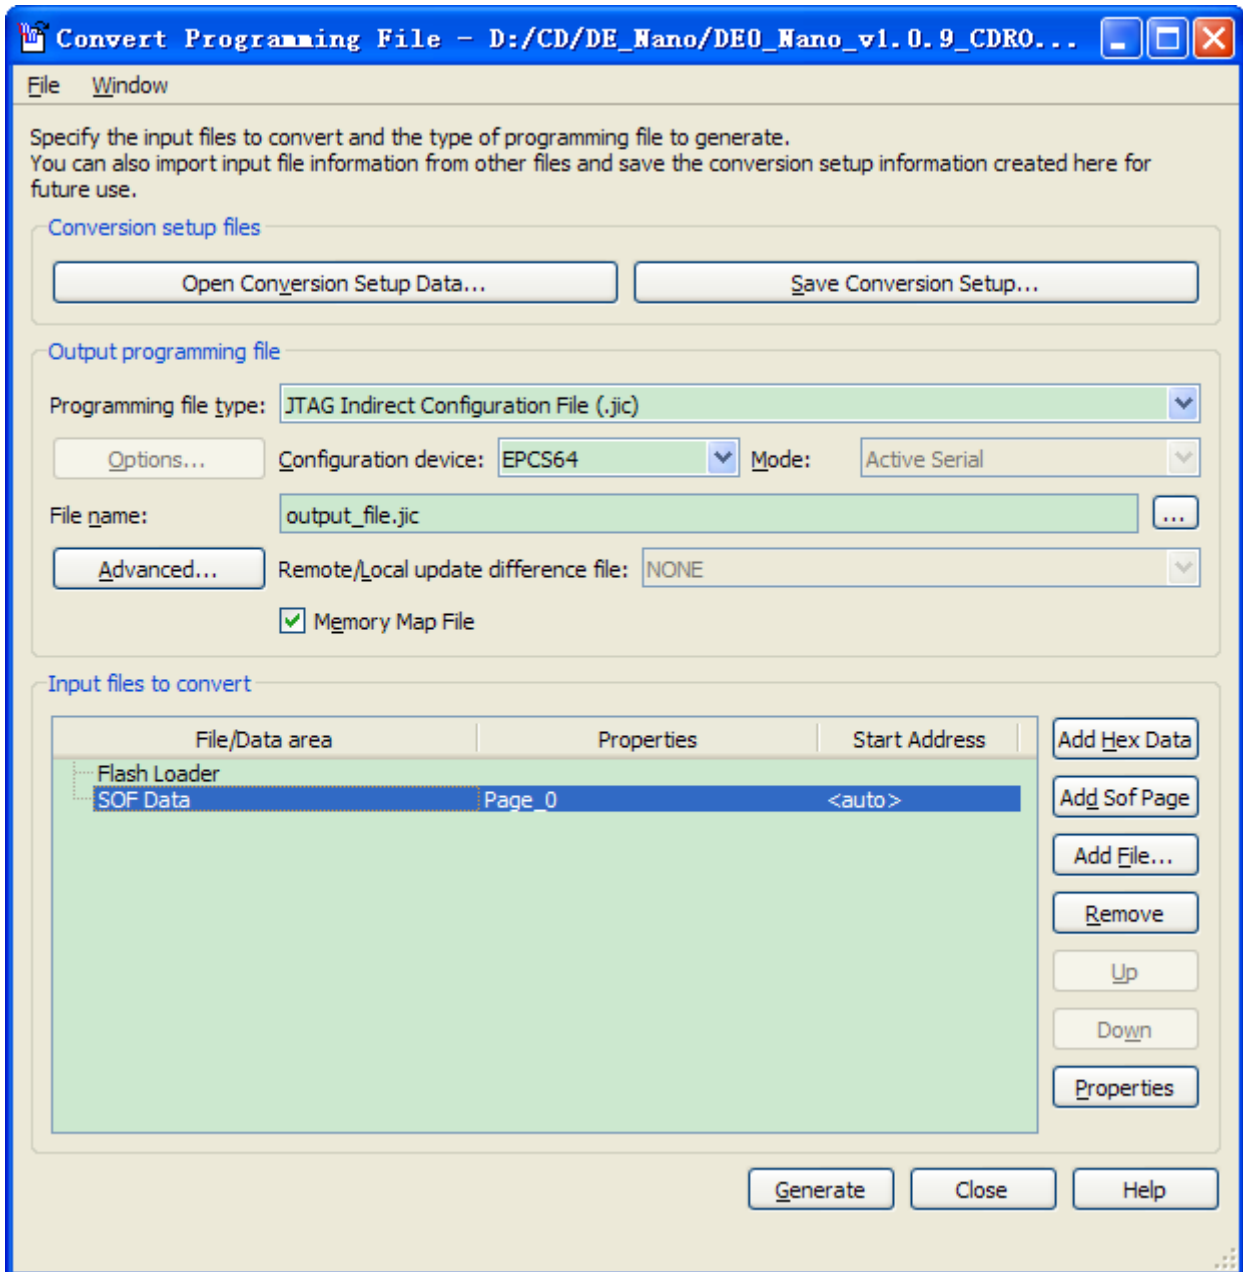 Convert Programming File - D:/CD/DE_Nano/DE0_Nano_v1.0.9_CDRO...
File Window
Specify the input files to convert and the type of programming file to generate.
You can also import input file information from other files and save the conversion setup information created here for
future use.
Conversion setup files
Open Conversion Setup Data... Save Conversion Setup...
Output programming file
Programming file type: JTAG Indirect Configuration File (.jic)
Options... Configuration device: EPCS64 Mode: Active Serial
File name: output_file.jic ...
Advanced... Remote/Local update difference file: NONE
Memory Map File
Input files to convert
File/Data area Properties Start Address
Flash Loader
SOF Data Page_0 <auto>
Add Hex Data
Add Sof Page
Add File...
Remove
Up
Down
Properties
Generate Close Help